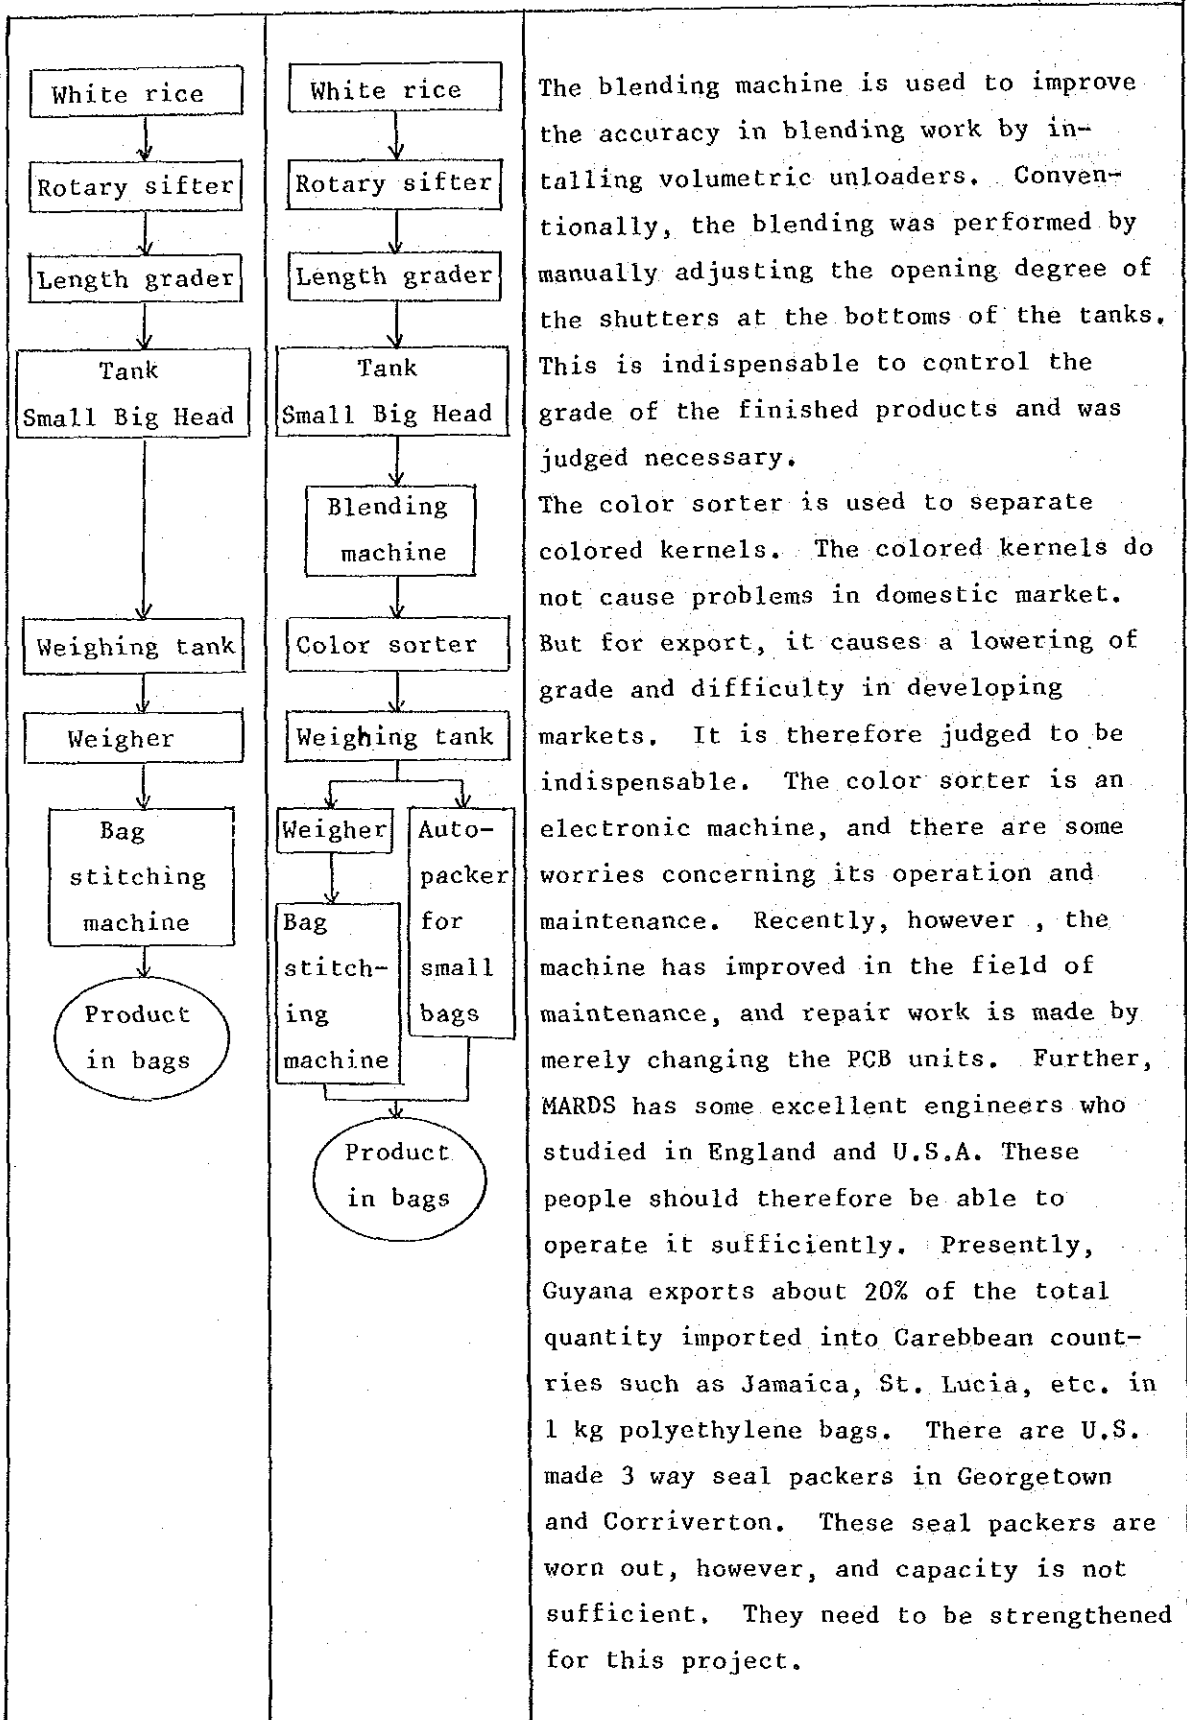 White rice
Rotary sifter
Length grader
Tank
Small Big Head
Weighing tank
Weigher
Bag
stitching
machine
Product
in bags
White rice
Rotary sifter
Length grader
Tank
Small Big Head
Blending
machine
Color sorter
Weighing tank
Weigher
Bag
stitch-
ing
machine
Auto-
packer
for
small
bags
Product
in bags
The blending machine is used to improve
the accuracy in blending work by in-
talling volumetric unloaders. Conven-
tionally, the blending was performed by
manually adjusting the opening degree of
the shutters at the bottoms of the tanks.
This is indispensable to control the
grade of the finished products and was
judged necessary.
The color sorter is used to separate
colored kernels. The colored kernels do
not cause problems in domestic market.
But for export, it causes a lowering of
grade and difficulty in developing
markets. It is therefore judged to be
indispensable. The color sorter is an
electronic machine, and there are some
worries concerning its operation and
maintenance. Recently, however , the
machine has improved in the field of
maintenance, and repair work is made by
merely changing the PCB units. Further,
MARDS has some excellent engineers who
studied in England and U.S.A. These
people should therefore be able to
operate it sufficiently. Presently,
Guyana exports about 20% of the total
quantity imported into Carebbean count-
ries such as Jamaica, St. Lucia, etc. in
1 kg polyethylene bags. There are U.S.
made 3 way seal packers in Georgetown
and Corriverton. These seal packers are
worn out, however, and capacity is not
sufficient. They need to be strengthened
for this project.